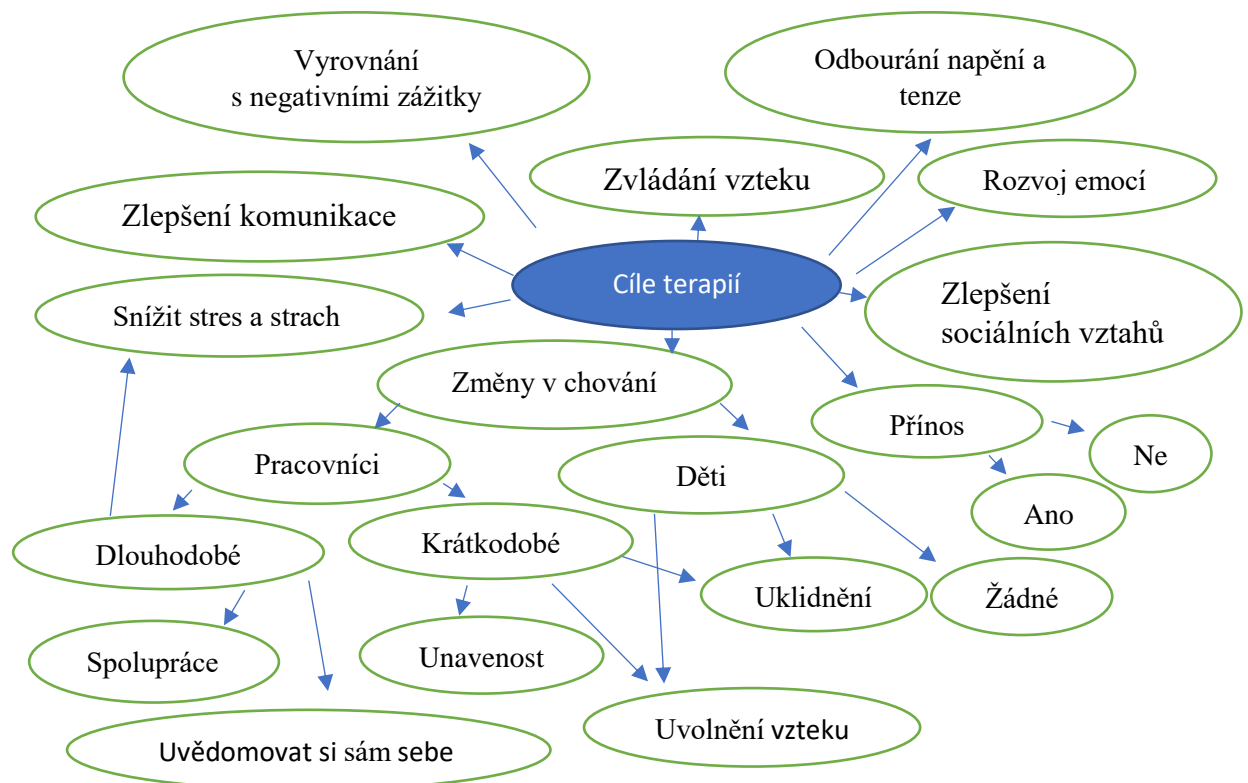 Vyrovnání
s negativními zážitky
Odbourání napění a
tenze
Zvládání vzteku
Rozvoj emocí
Zlepšení komunikace
Cíle terapií
Zlepšení
sociálních vztahů
Snížit stres a strach
Změny v chování
Přínos
Ne
Pracovníci
Děti
Ano
Dlouhodobé
Krátkodobé
Uklidnění
Žádné
Spolupráce
Unavenost
Uvolnění vzteku
Uvědomovat si sám sebe